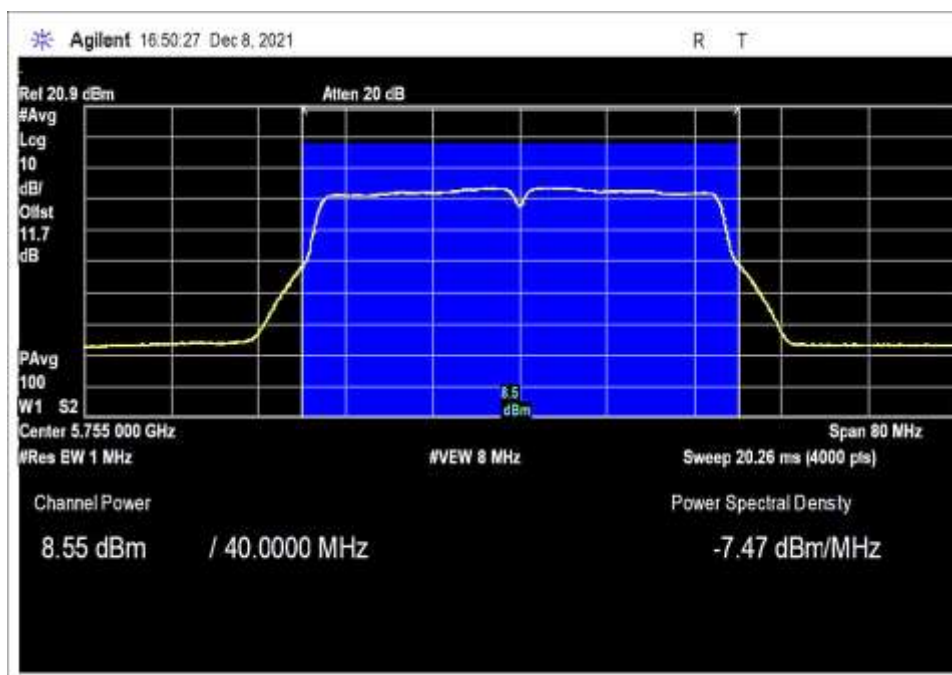 Agilent 16:50:27 Dec 8, 2021 R T
Ref 20.9 dBm Atten 20 dB
#Avg
Log
10
dB/
Offst
11.7
dB
PAvg
100
W1 S2
8.5
dBm
Center 5.755 000 GHz Span 80 MHz
#Res BW 1 MHz #VBW 8 MHz Sweep 20.26 ms (4000 pts)
Channel Power Power Spectral Density
8.55 dBm / 40.0000 MHz -7.47 dBm/MHz